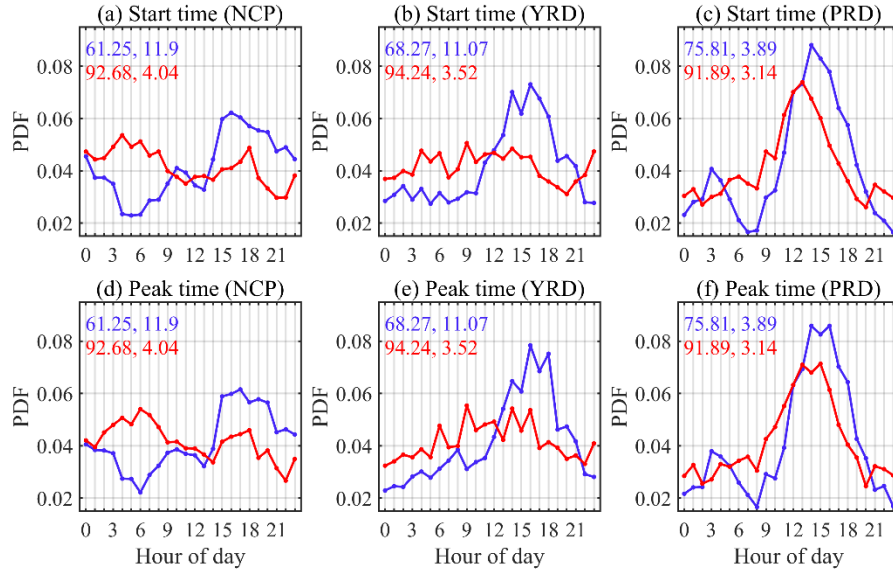 (a) Start time (NCP)
(b) Start time (YRD)
(c) Start time (PRD)
61.25, 11.9
92.68, 4.04
68.27, 11.07
94.24, 3.52
75.81, 3.89
91.89, 3.14
PDF
0.08
0.06
0.04
0.02
0 3 6 9 12 15 18 21
PDF
0.08
0.06
0.04
0.02
0 3 6 9 12 15 18 21
PDF
0.08
0.06
0.04
0.02
0 3 6 9 12 15 18 21
(d) Peak time (NCP)
(e) Peak time (YRD)
(f) Peak time (PRD)
61.25, 11.9
92.68, 4.04
68.27, 11.07
94.24, 3.52
75.81, 3.89
91.89, 3.14
PDF
0.08
0.06
0.04
0.02
0 3 6 9 12 15 18 21
Hour of day
PDF
0.08
0.06
0.04
0.02
0 3 6 9 12 15 18 21
Hour of day
PDF
0.08
0.06
0.04
0.02
0 3 6 9 12 15 18 21
Hour of day